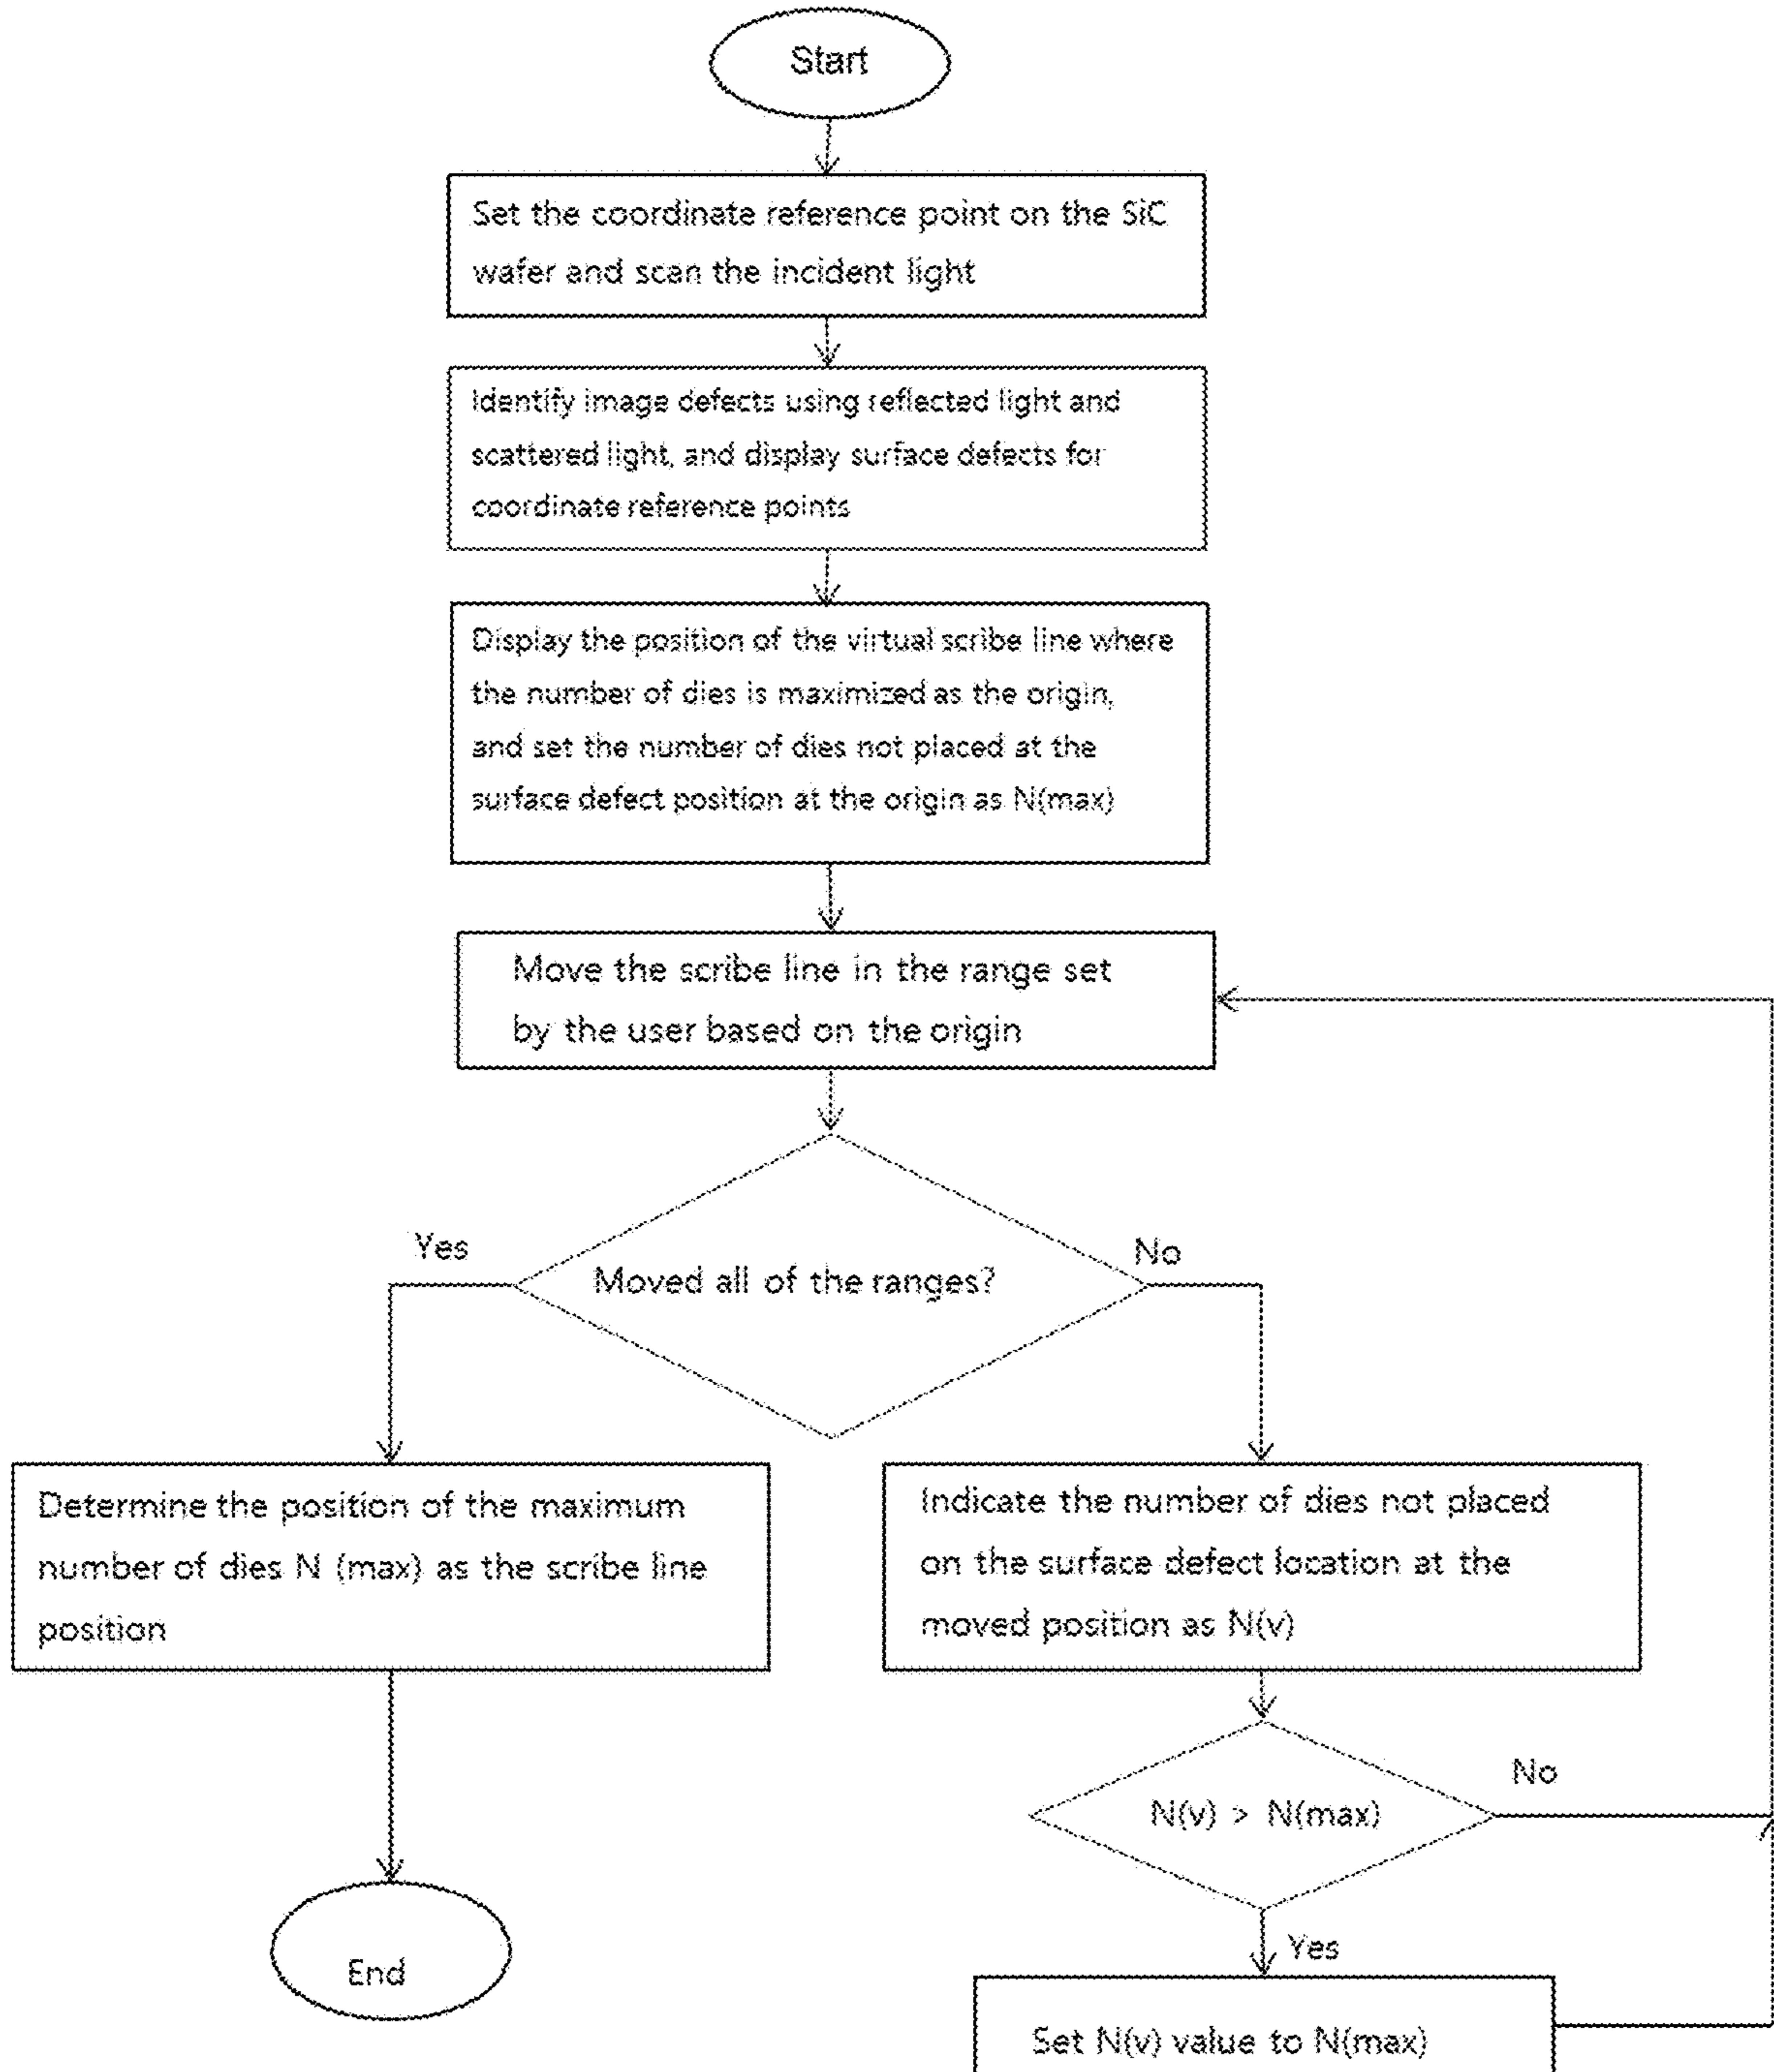 Start
Set the coordinate reference point on the SiC
wafer and scan the incident light
Identify image defects using reflected light and
scattered light, and display surface defects for
coordinate reference points
Display the position of the virtual scribe line where
the number of dies is maximized as the origin,
and set the number of dies not placed at the
surface defect position at the origin as N(max)
Move the scribe line in the range set
by the user based on the origin
Moved all of the ranges?
Yes
No
Determine the position of the maximum
number of dies N (max) as the scribe line
position
Indicate the number of dies not placed
on the surface defect location at the
moved position as N(v)
N(v) > N(max)
No
Yes
Set N(v) value to N(max)
End